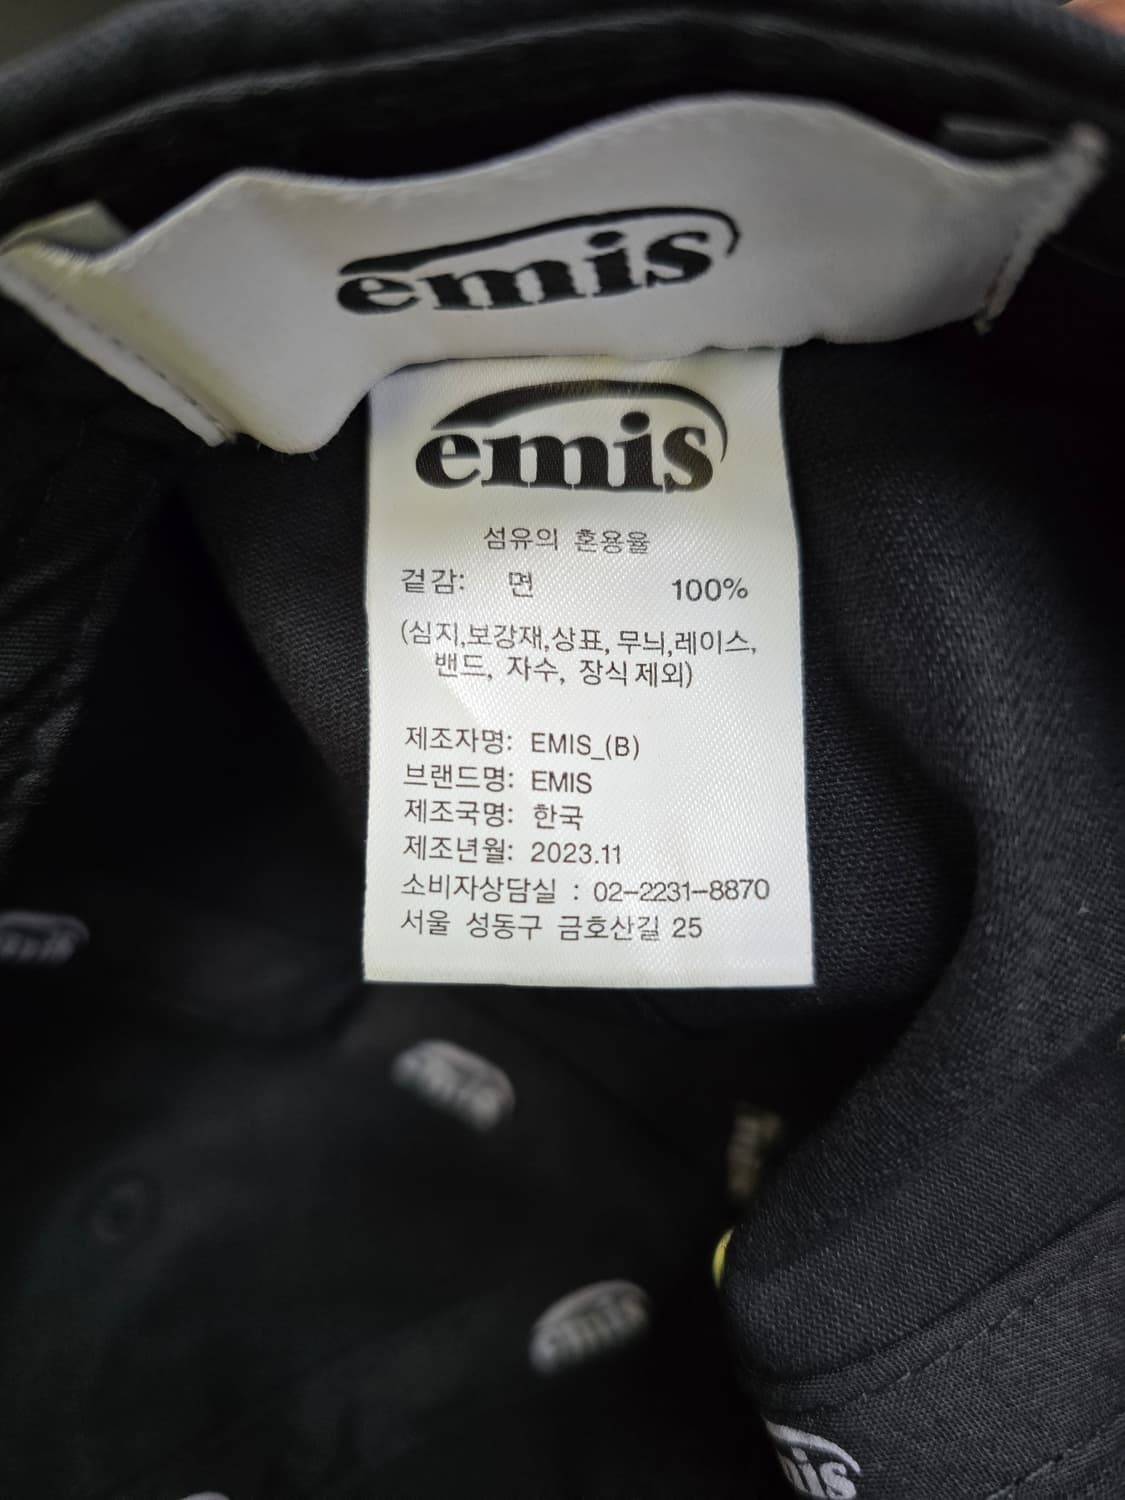 emis
emis
섬유의 혼용율
겉감: 면 100%
(심지,보강재,상표,무늬,레이스,
밴드, 자수, 장식제외)
제조자명: EMIS_(B)
브랜드명: EMIS
제조국명: 한국
제조년월: 2023.11
소비자상담실 : 02-2231-8870
서울 성동구 금호산길 25
emis
emis